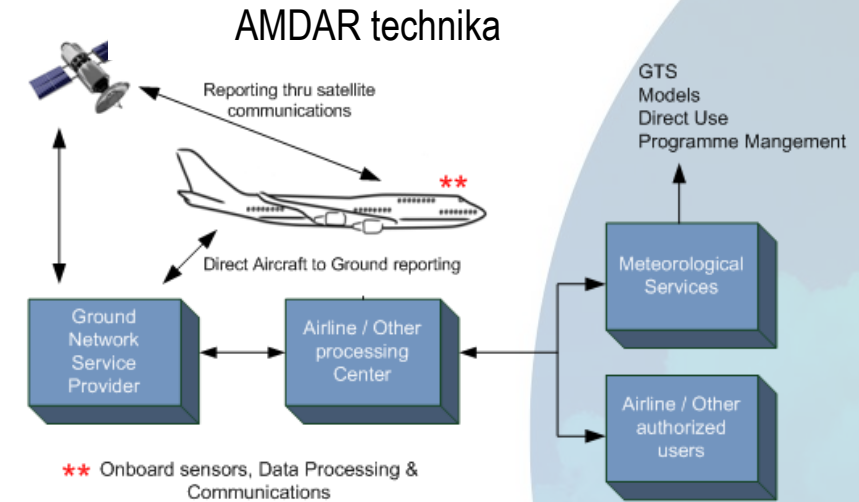 AMDAR technika
Reporting thru satellite
communications
GTS
Models
Direct Use
Programme Mangement
**
Direct Aircraft to Ground reporting
Ground
Network
Service
Provider
Airline / Other
processing
Center
Meteorological
Services
Airline / Other
authorized
users
** Onboard sensors, Data Processing &
Communications